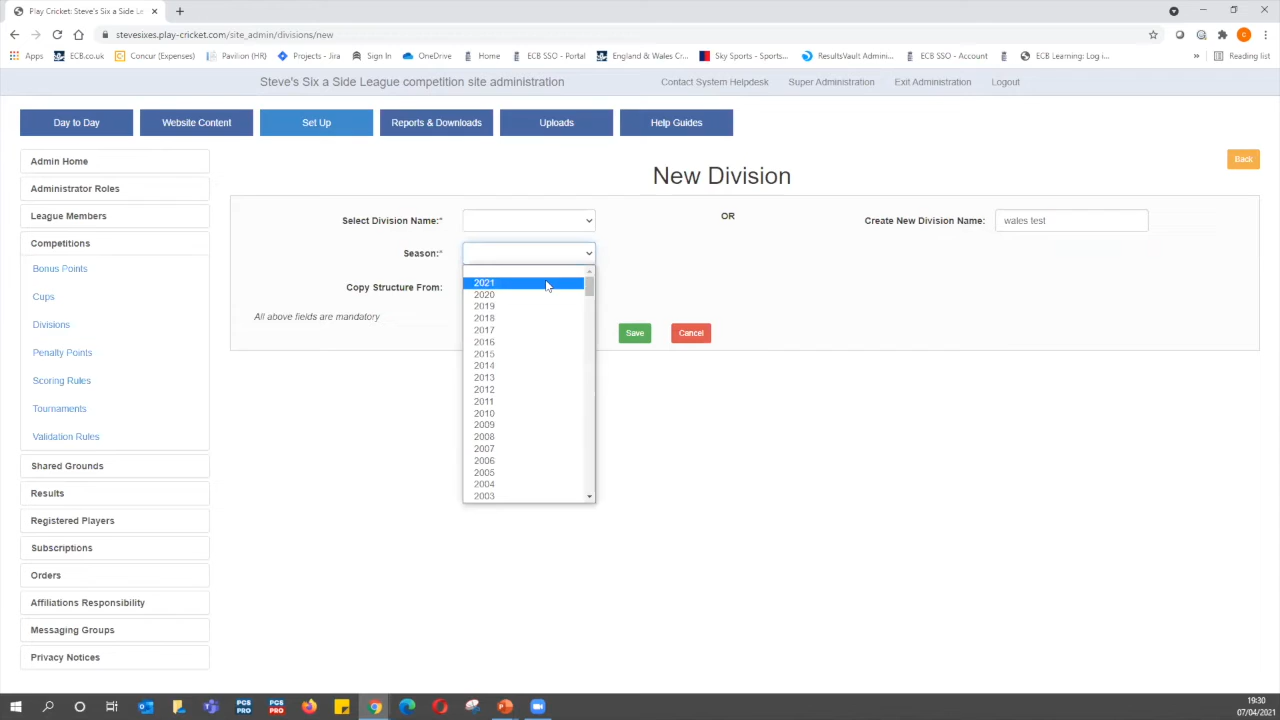 Play Cricket: Steve's Six a Side Le
stevesixes.play-cricket.com/site_admin/divisions/new
Apps ECB.co.uk Concur (Expenses) Pavilion (HR) Projects - Jira Sign In OneDrive Home ECB SSO - Portal England & Wales Cr... Sky Sports - Sports... ResultsVault Admini... ECB SSO - Account ECB Learning: Log i... » Reading list
Steve's Six a Side League competition site administration Contact System Helpdesk Super Administration Exit Administration Logout
Day to Day Website Content Set Up Reports & Downloads Uploads Help Guides
Back
New Division
Select Division Name:* OR Create New Division Name: wales test
Season:*
Copy Structure From:
All above fields are mandatory
Save Cancel
2021
2020
2019
2018
2017
2016
2015
2014
2013
2012
2011
2010
2009
2008
2007
2006
2005
2004
2003
Admin Home
Administrator Roles
League Members
Competitions
Bonus Points
Cups
Divisions
Penalty Points
Scoring Rules
Tournaments
Validation Rules
Shared Grounds
Results
Registered Players
Subscriptions
Orders
Affiliations Responsibility
Messaging Groups
Privacy Notices
PCS PRO PCS PRO
19:30
07/04/2021